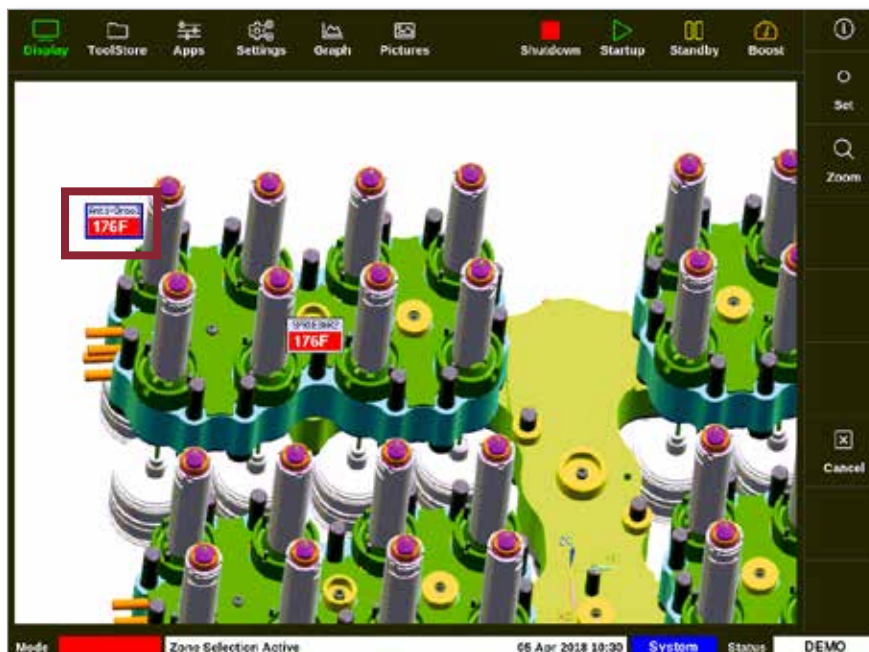 Display ToolStore Apps Settings Graph Pictures Shutdown Startup Standby Boost
Set
Zoom
176F
176F
Cancel
Mode Zone Selection Active 05 Apr 2018 10:30 System Status DEMO